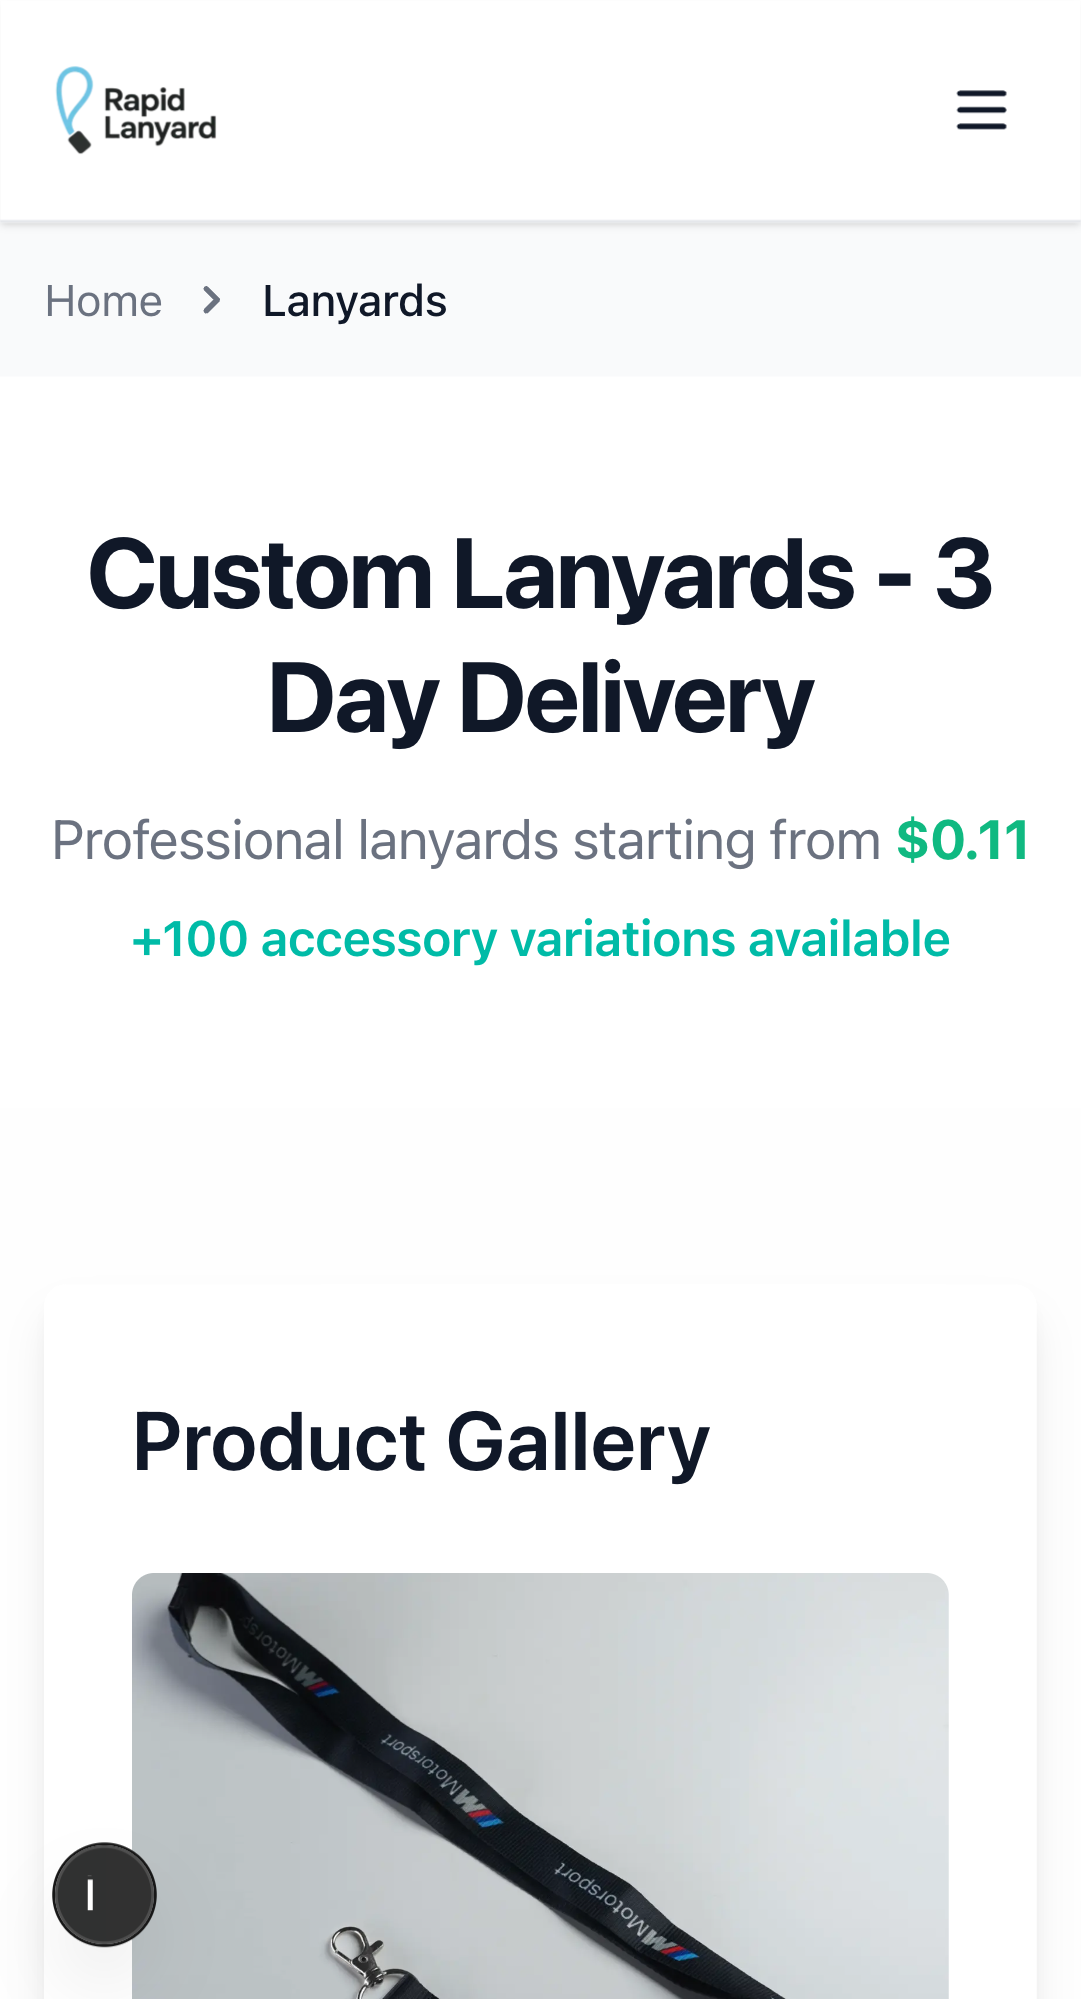 Rapid
Lanyard
Home > Lanyards
Custom Lanyards - 3
Day Delivery
Professional lanyards starting from $0.11
+100 accessory variations available
Product Gallery
M Motorsport
M Motorsport
M Motorsport